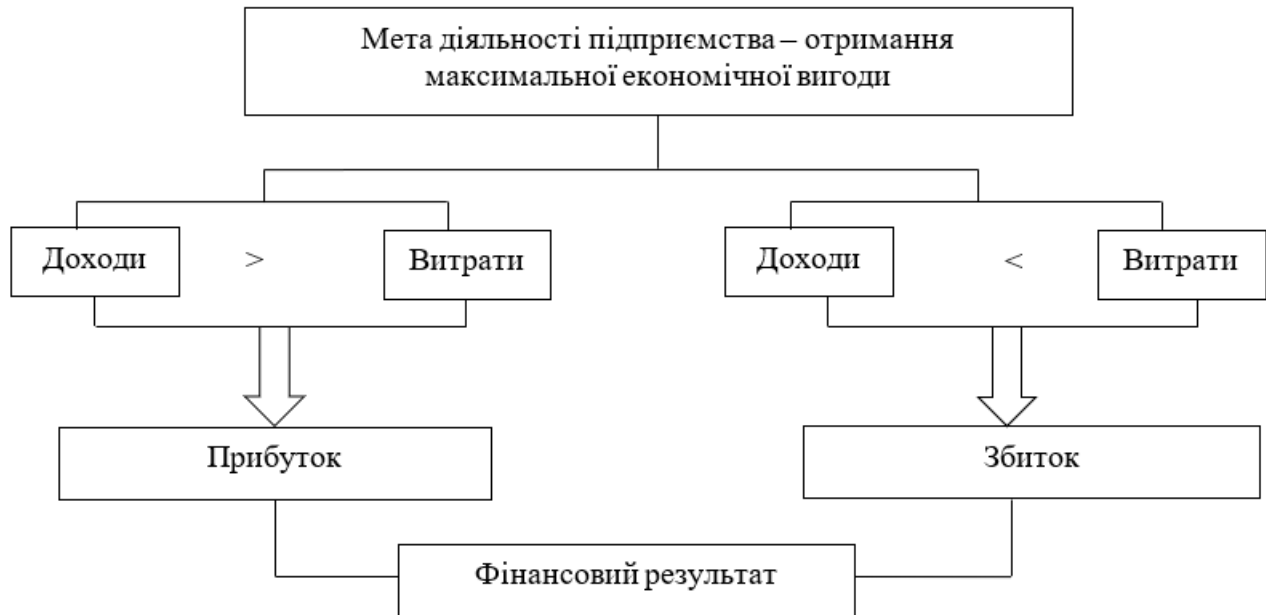 Мета діяльності підприємства – отримання
максимальної економічної вигоди
Доходи > Витрати
Доходи < Витрати
Прибуток
Збиток
Фінансовий результат